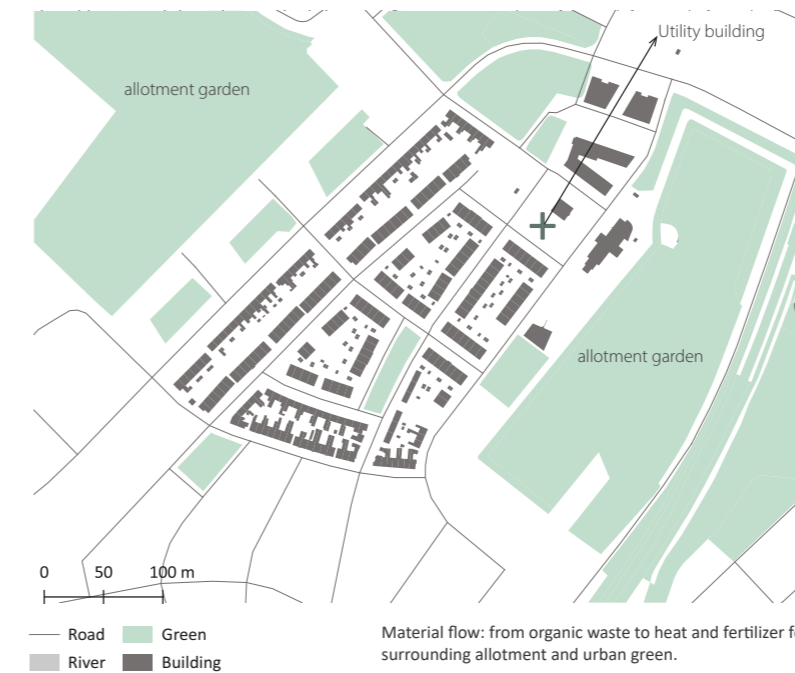 Utility building
allotment garden
allotment garden
0 50 100 m
Road Green
River Building
Material flow: from organic waste to heat and fertilizer
surrounding allotment and urban green.